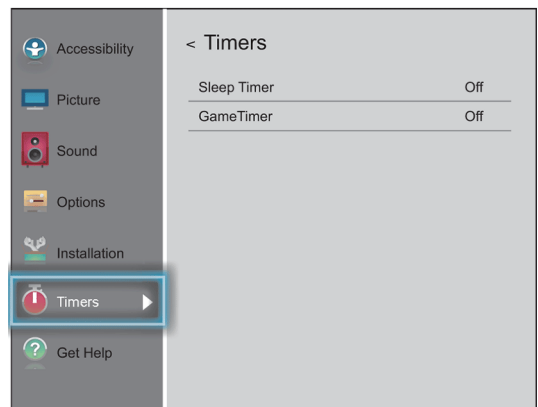 Accessibility
Picture
Sound
Options
Installation
Timers
Get Help
< Timers
Sleep Timer Off
GameTimer Off